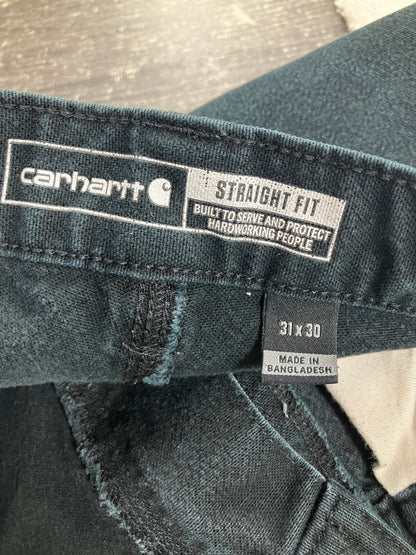 carhartt
STRAIGHT FIT
BUILT TO SERVE AND PROTECT
HARDWORKING PEOPLE
31 x 30
MADE IN
BANGLADESH